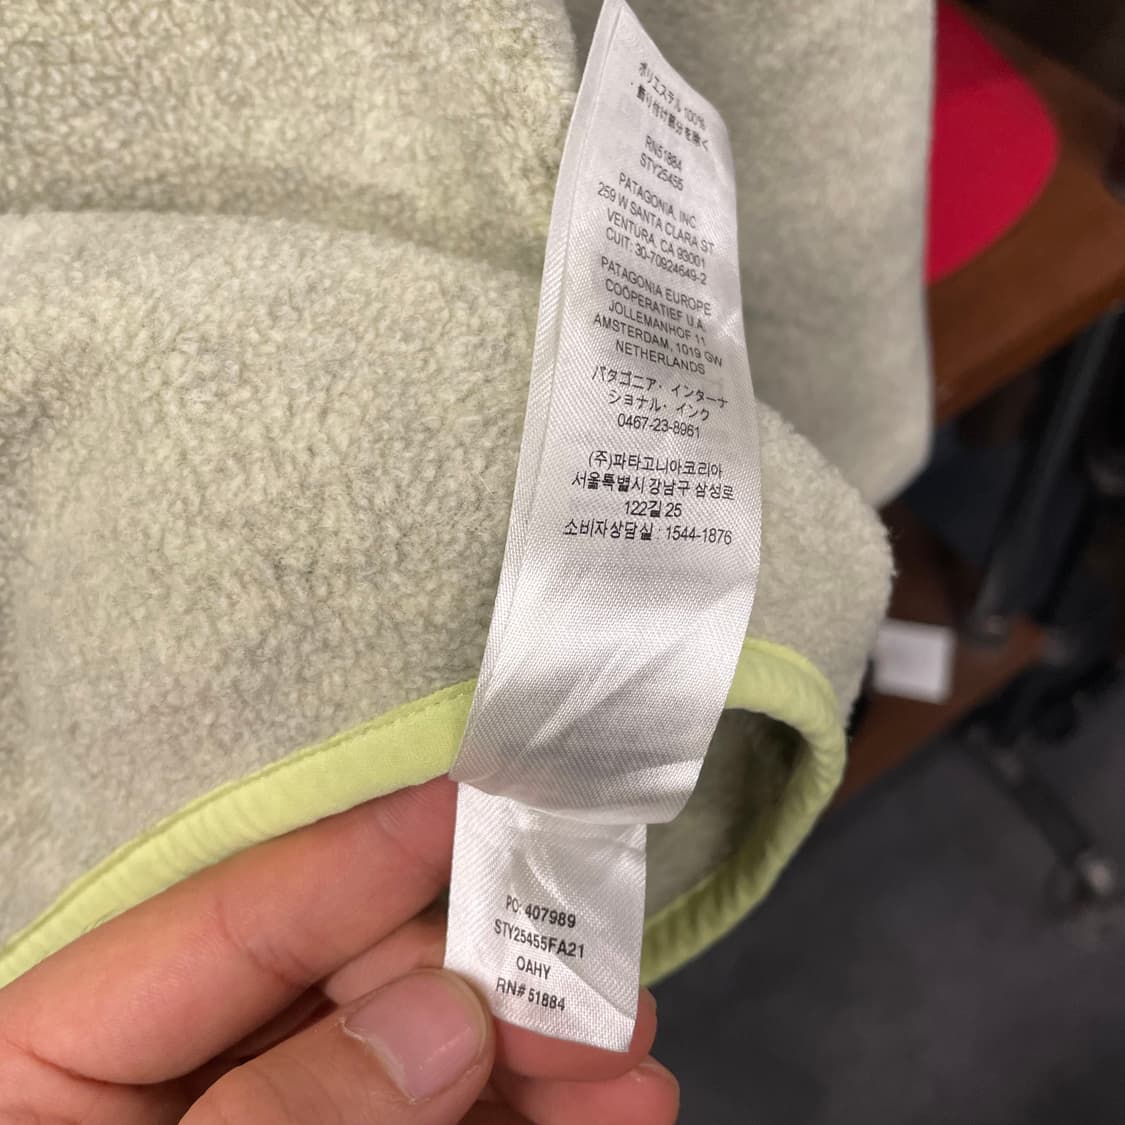 ポリエステル 100%
・飾り付け部分を除く
RN51884
STY25455
PATAGONIA, INC
259 W SANTA CLARA ST
VENTURA, CA 93001
CUIT: 30-70924649-2
PATAGONIA EUROPE
COÖPERATIEF U.A.
JOLLEMANHOF 11
AMSTERDAM, 1019 GW
NETHERLANDS
パタゴニア・インターナ
ショナル・インク
0467-23-8961
(주)파타고니아코리아
서울특별시 강남구 삼성로
122길 25
소비자상담실 : 1544-1876
PO: 407989
STY25455FA21
OAHY
RN# 51884